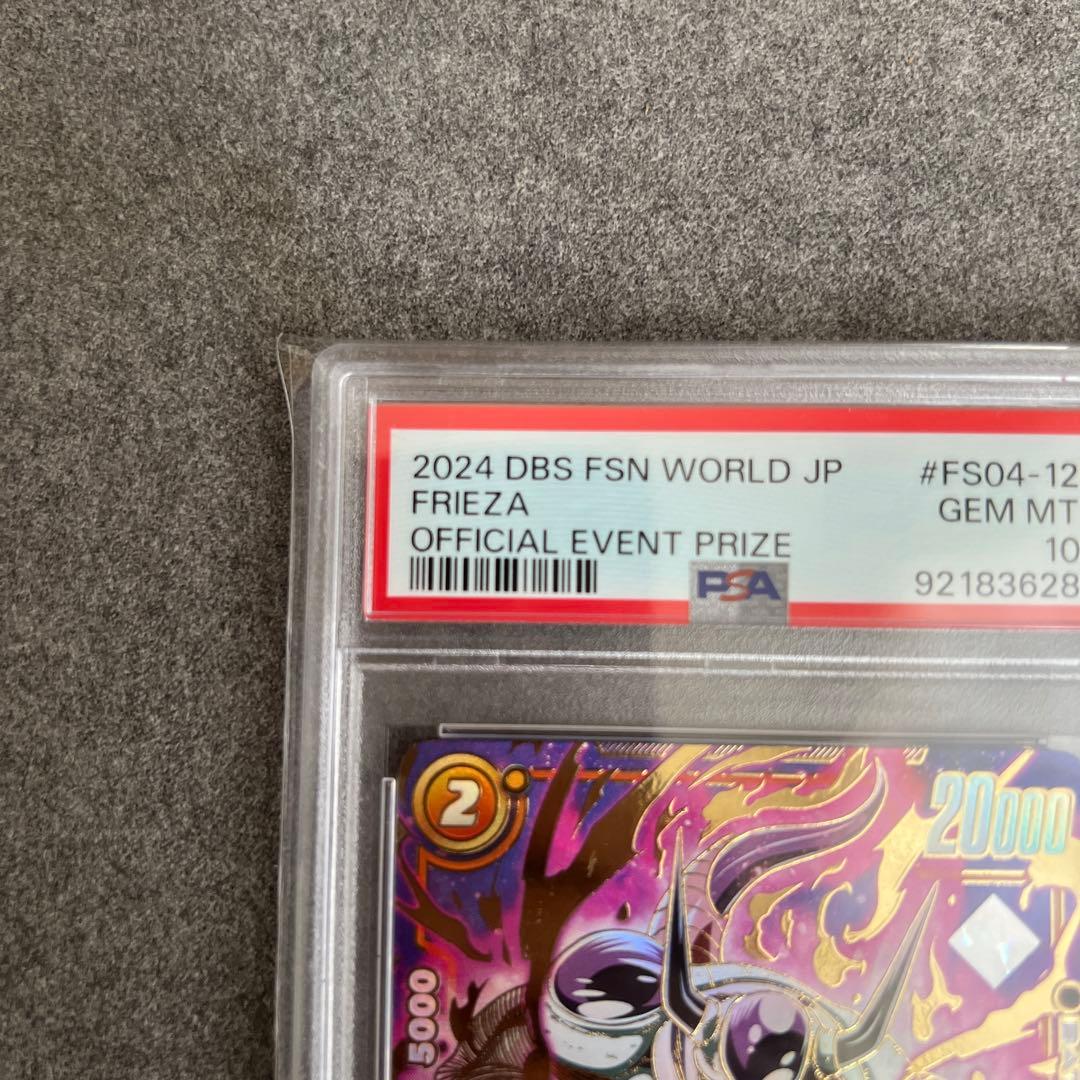 2024 DBS FSN WORLD JP #FS04-12
FRIEZA GEM MT
OFFICIAL EVENT PRIZE 10
PSA 92183628
2
20000
5000